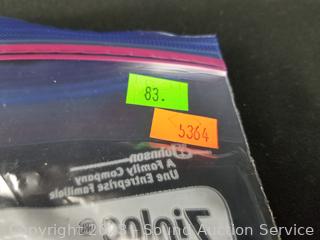 83.
5364
Johnson
A Family Company
Une Entreprise Familiale
Ziploc®
Copyright 2023 - Sound Auction Service